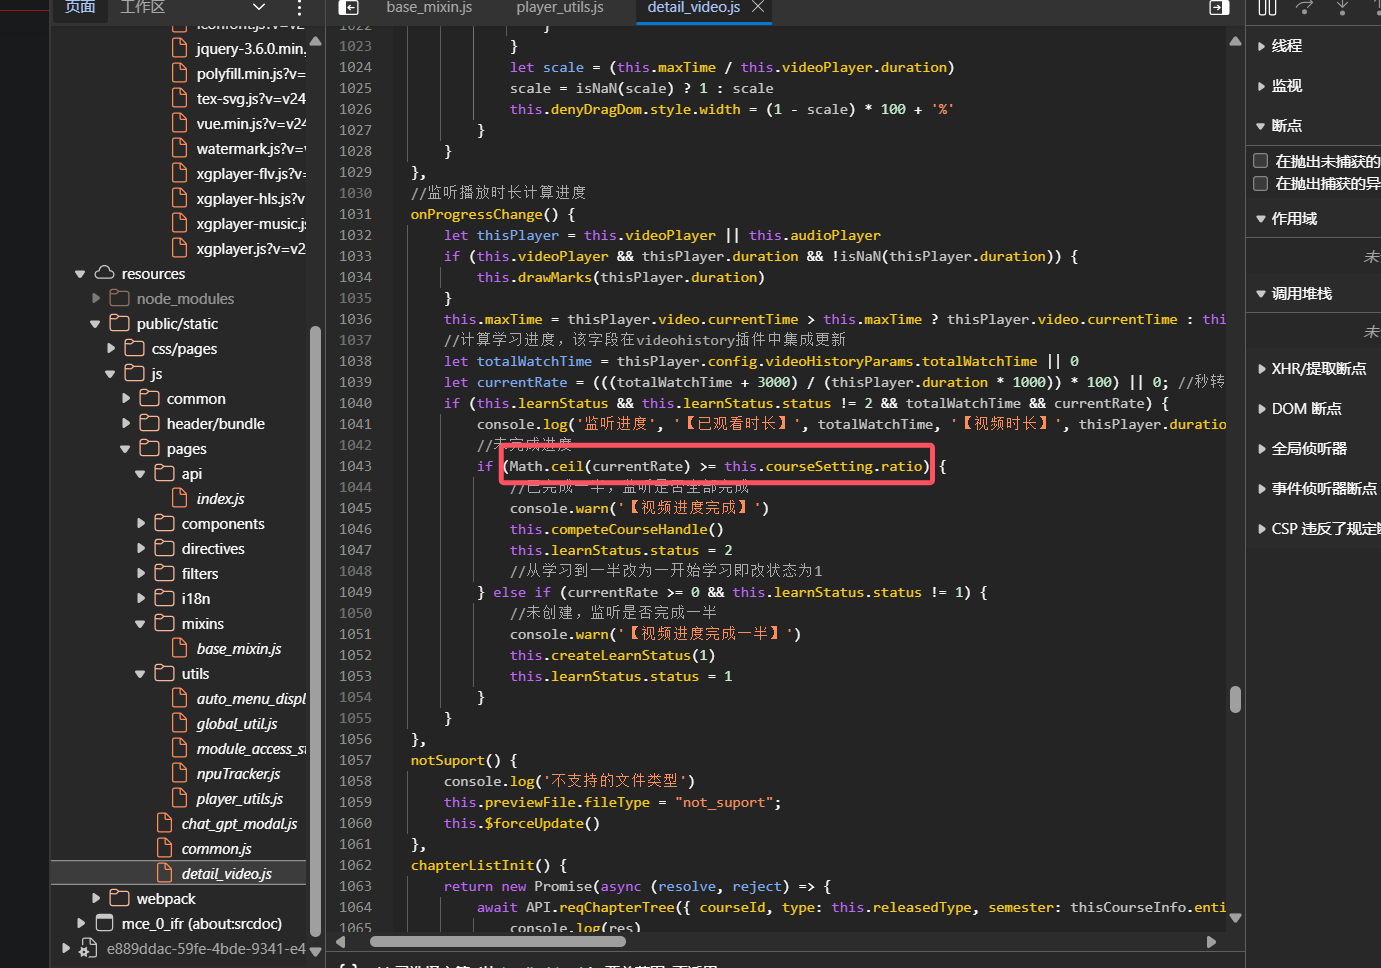 页面
工作区
base_mixin.js
player_utils.js
detail_video.js
jquery-3.6.0.min.
polyfill.min.js?v=
tex-svg.js?v=v24
vue.min.js?v=v24
watermark.js?v=
xgplayer-flv.js?v=
xgplayer-hls.js?v
xgplayer-music.js
xgplayer.js?v=v2
resources
node_modules
public/static
css/pages
js
common
header/bundle
pages
api
index.js
components
directives
filters
i18n
mixins
base_mixin.js
utils
auto_menu_displ
global_util.js
module_access_s
npuTracker.js
player_utils.js
chat_gpt_modal.js
common.js
detail_video.js
webpack
mce_0_ifr (about:srcdoc)
e889ddac-59fe-4bde-9341-e4
1022 }
1023 }
1024 let scale = (this.maxTime / this.videoPlayer.duration)
1025 scale = isNaN(scale) ? 1 : scale
1026 this.denyDragDom.style.width = (1 - scale) * 100 + '%'
1027 }
1028 }
1029 },
1030 //监听播放时长计算进度
1031 onProgressChange() {
1032 let thisPlayer = this.videoPlayer || this.audioPlayer
1033 if (this.videoPlayer && thisPlayer.duration && !isNaN(thisPlayer.duration)) {
1034 this.drawMarks(thisPlayer.duration)
1035 }
1036 this.maxTime = thisPlayer.video.currentTime > this.maxTime ? thisPlayer.video.currentTime : thi
1037 //计算学习进度，该字段在videohistory插件中集成更新
1038 let totalWatchTime = thisPlayer.config.videoHistoryParams.totalWatchTime || 0
1039 let currentRate = (((totalWatchTime + 3000) / (thisPlayer.duration * 1000)) * 100) || 0; //秒转
1040 if (this.learnStatus && this.learnStatus.status != 2 && totalWatchTime && currentRate) {
1041 console.log('监听进度', '【已观看时长】', totalWatchTime, '【视频时长】', thisPlayer.duratio
1042 //未完成进度
1043 if (Math.ceil(currentRate) >= this.courseSetting.ratio) {
1044 //已完成一半，监听是否全部完成
1045 console.warn('【视频进度完成】')
1046 this.competeCourseHandle()
1047 this.learnStatus.status = 2
1048 //从学习到一半改为一开始学习即改状态为1
1049 } else if (currentRate >= 0 && this.learnStatus.status != 1) {
1050 //未创建，监听是否完成一半
1051 console.warn('【视频进度完成一半】')
1052 this.createLearnStatus(1)
1053 this.learnStatus.status = 1
1054 }
1055 }
1056 },
1057 notSuport() {
1058 console.log('不支持的文件类型')
1059 this.previewFile.fileType = "not_suport";
1060 this.$forceUpdate()
1061 },
1062 chapterListInit() {
1063 return new Promise(async (resolve, reject) => {
1064 await API.reqChapterTree({ courseId, type: this.releasedType, semester: thisCourseInfo.enti
1065 console.log(res)
线程
监视
断点
在抛出未捕获的
在抛出捕获的异
作用域
未
调用堆栈
未
XHR/提取断点
DOM 断点
全局侦听器
事件侦听器断点
CSP 违反了规定